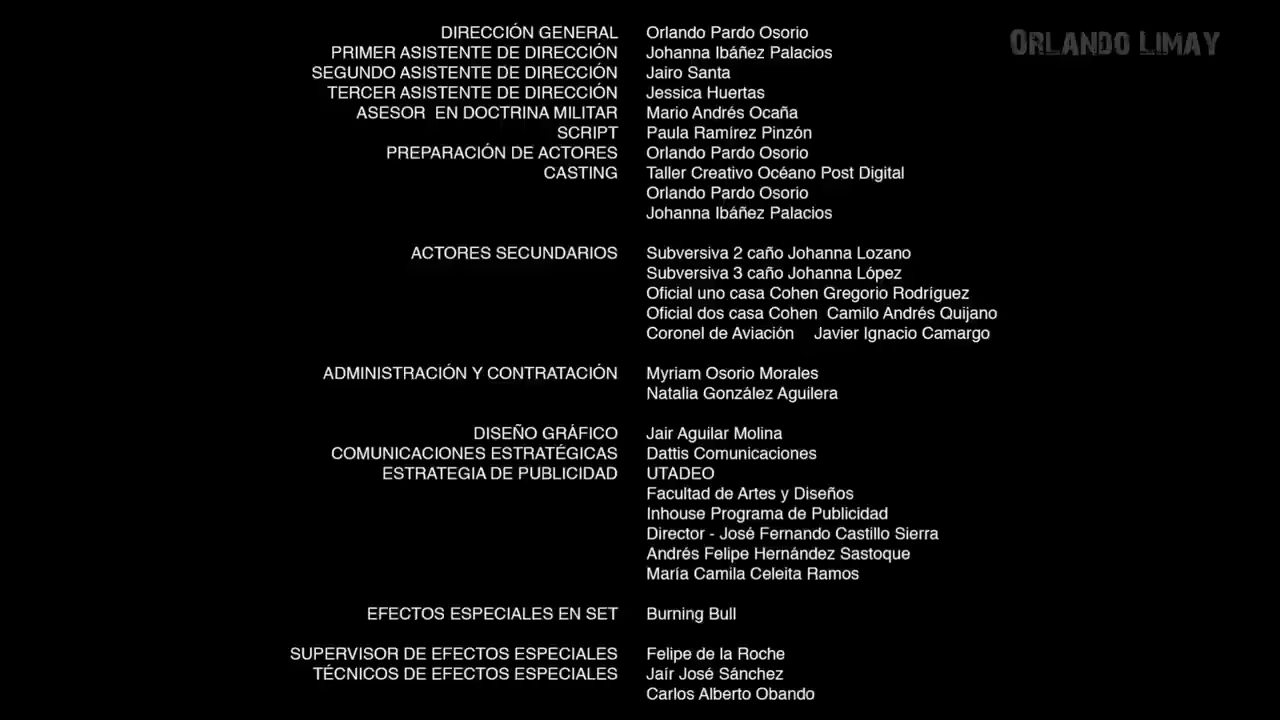 DIRECCIÓN GENERAL Orlando Pardo Osorio
ORLANDO LIMAY
PRIMER ASISTENTE DE DIRECCIÓN Johanna Ibáñez Palacios
SEGUNDO ASISTENTE DE DIRECCIÓN Jairo Santa
TERCER ASISTENTE DE DIRECCIÓN Jessica Huertas
ASESOR EN DOCTRINA MILITAR Mario Andrés Ocaña
SCRIPT Paula Ramírez Pinzón
PREPARACIÓN DE ACTORES Orlando Pardo Osorio
CASTING Taller Creativo Océano Post Digital
Orlando Pardo Osorio
Johanna Ibáñez Palacios
ACTORES SECUNDARIOS Subversiva 2 caño Johanna Lozano
Subversiva 3 caño Johanna López
Oficial uno casa Cohen Gregorio Rodríguez
Oficial dos casa Cohen Camilo Andrés Quijano
Coronel de Aviación Javier Ignacio Camargo
ADMINISTRACIÓN Y CONTRATACIÓN Myriam Osorio Morales
Natalia González Aguilera
DISEÑO GRÁFICO Jair Aguilar Molina
COMUNICACIONES ESTRATÉGICAS Dattis Comunicaciones
ESTRATEGIA DE PUBLICIDAD UTADEO
Facultad de Artes y Diseños
Inhouse Programa de Publicidad
Director - José Fernando Castillo Sierra
Andrés Felipe Hernández Sastoque
María Camila Celeita Ramos
EFECTOS ESPECIALES EN SET Burning Bull
SUPERVISOR DE EFECTOS ESPECIALES Felipe de la Roche
TÉCNICOS DE EFECTOS ESPECIALES Jaír José Sánchez
Carlos Alberto Obando